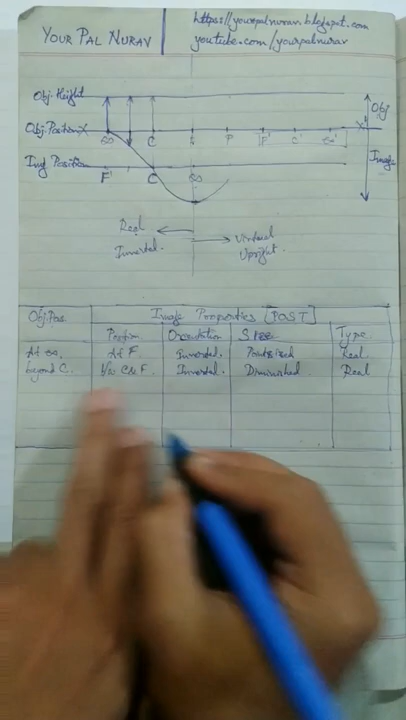 YOUR PAL NURAV
https://yourpalnurav.blogspot.com
youtube.com/yourpalnurav
Obj. Height
Obj
Obj. Position X ∞ C P F' C' X'
Image
Img Position F' C ∞
Real Virtual
Inverted. Upright.
Obj. Pos. Image Properties [POST]
Position Orientation Size Type
At ∞. At F. Inverted. Pointsized Real
beyond C. b/w C & F. Inverted. Diminished. Real